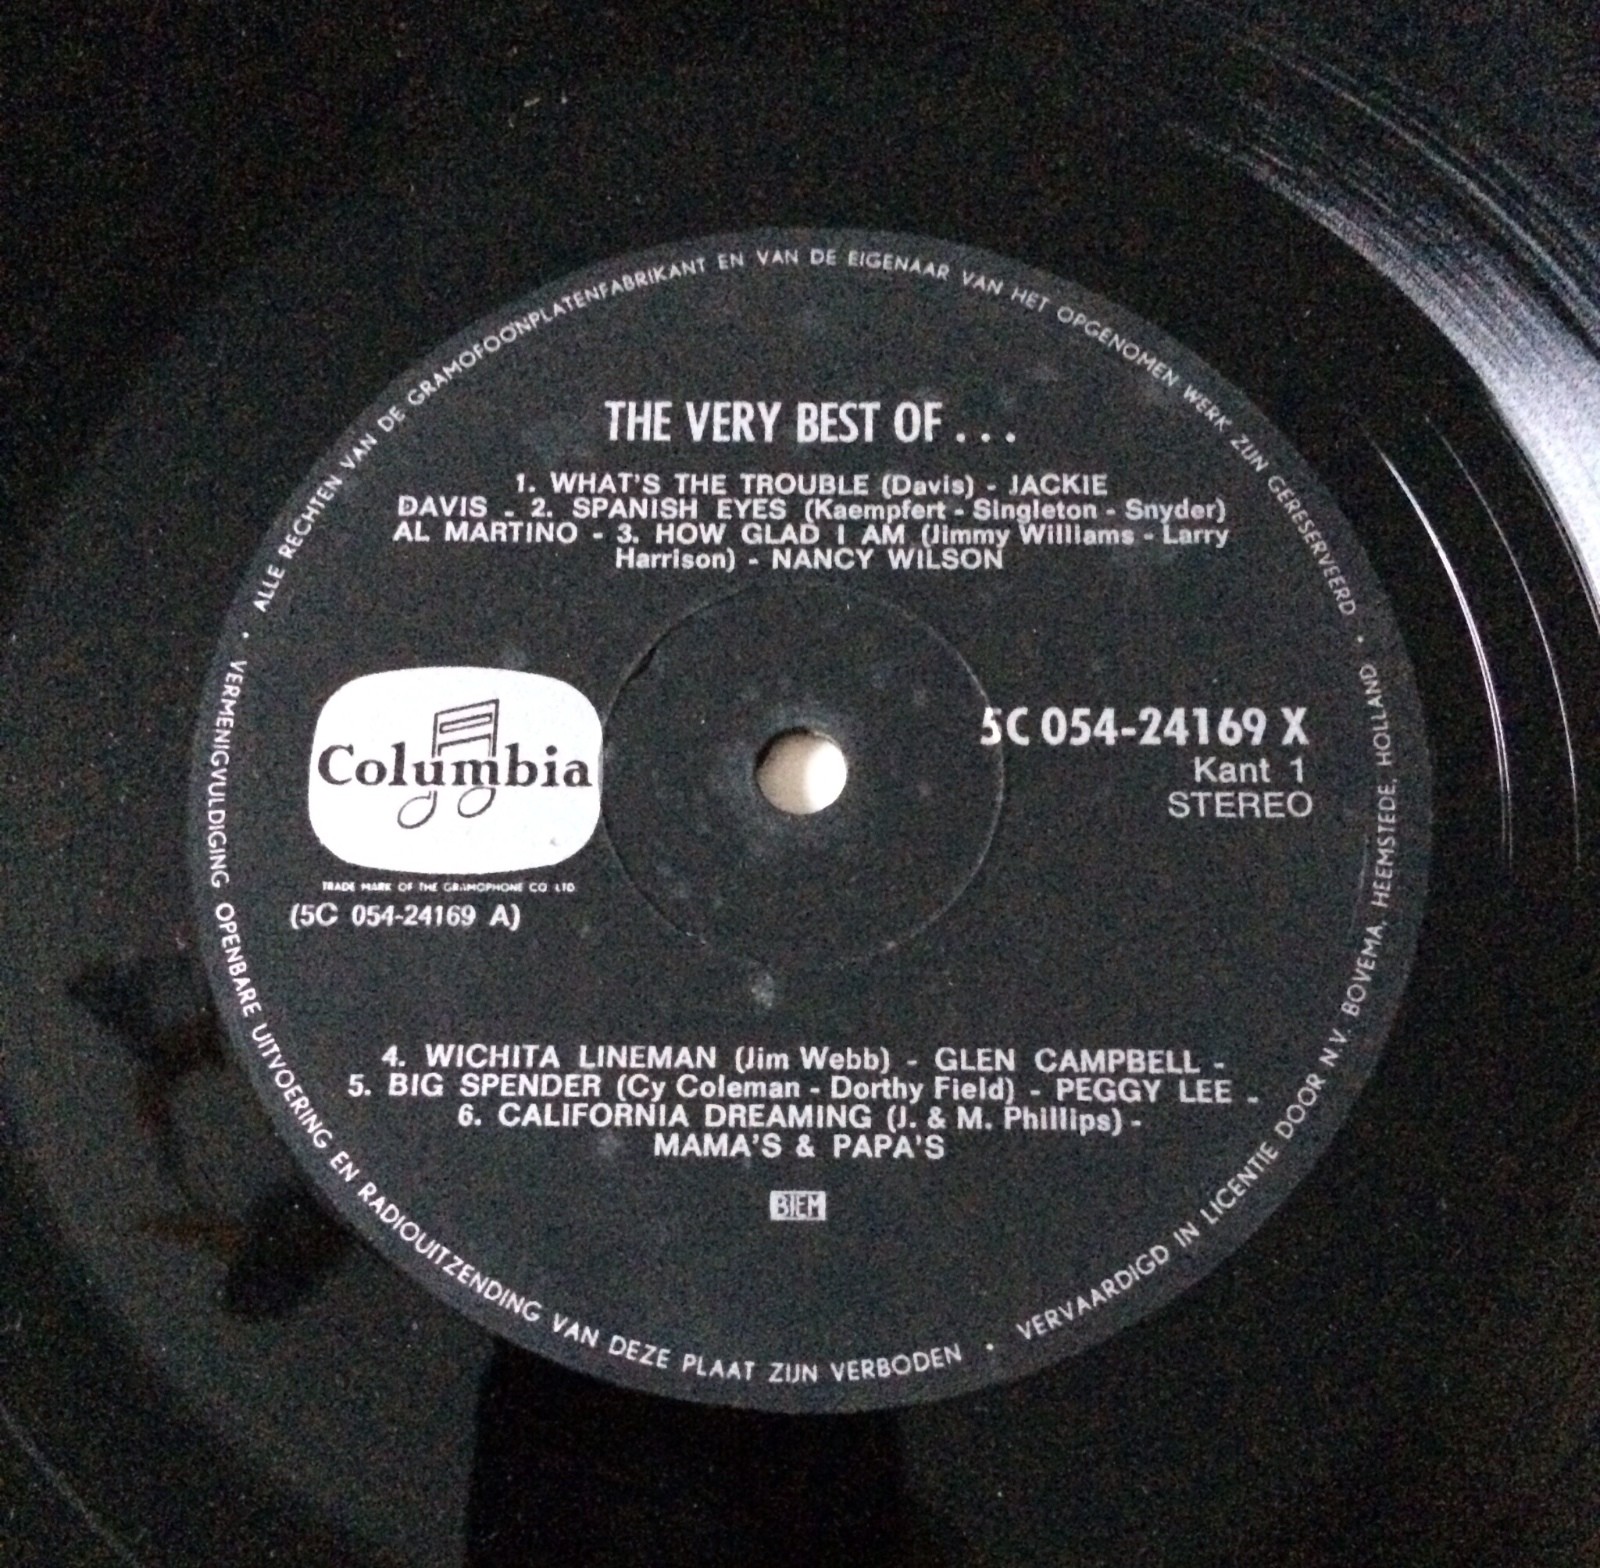 ALLE RECHTEN VAN DE GRAMOFOONPLATENFABRIKANT EN VAN DE EIGENAAR VAN HET OPGENOMEN WERK ZIJN GERESERVEERD •
THE VERY BEST OF...
1. WHAT'S THE TROUBLE (Davis) - JACKIE
DAVIS - 2. SPANISH EYES (Kaempfert - Singleton - Snyder)
AL MARTINO - 3. HOW GLAD I AM (Jimmy Williams - Larry
Harrison) - NANCY WILSON
Columbia
TRADE MARK OF THE GRAMOPHONE CO. LTD.
(5C 054-24169 A)
5C 054-24169 X
Kant 1
STEREO
4. WICHITA LINEMAN (Jim Webb) - GLEN CAMPBELL -
5. BIG SPENDER (Cy Coleman - Dorthy Field) - PEGGY LEE -
6. CALIFORNIA DREAMING (J. & M. Phillips) -
MAMA'S & PAPA'S
BIEM
VERMENIGVULDIGING OPENBARE UITVOERING EN RADIOUITZENDING VAN DEZE PLAAT ZIJN VERBODEN •
VERVAARDIGD IN LICENTIE DOOR N.V. BOVEMA, HEEMSTEDE, HOLLAND